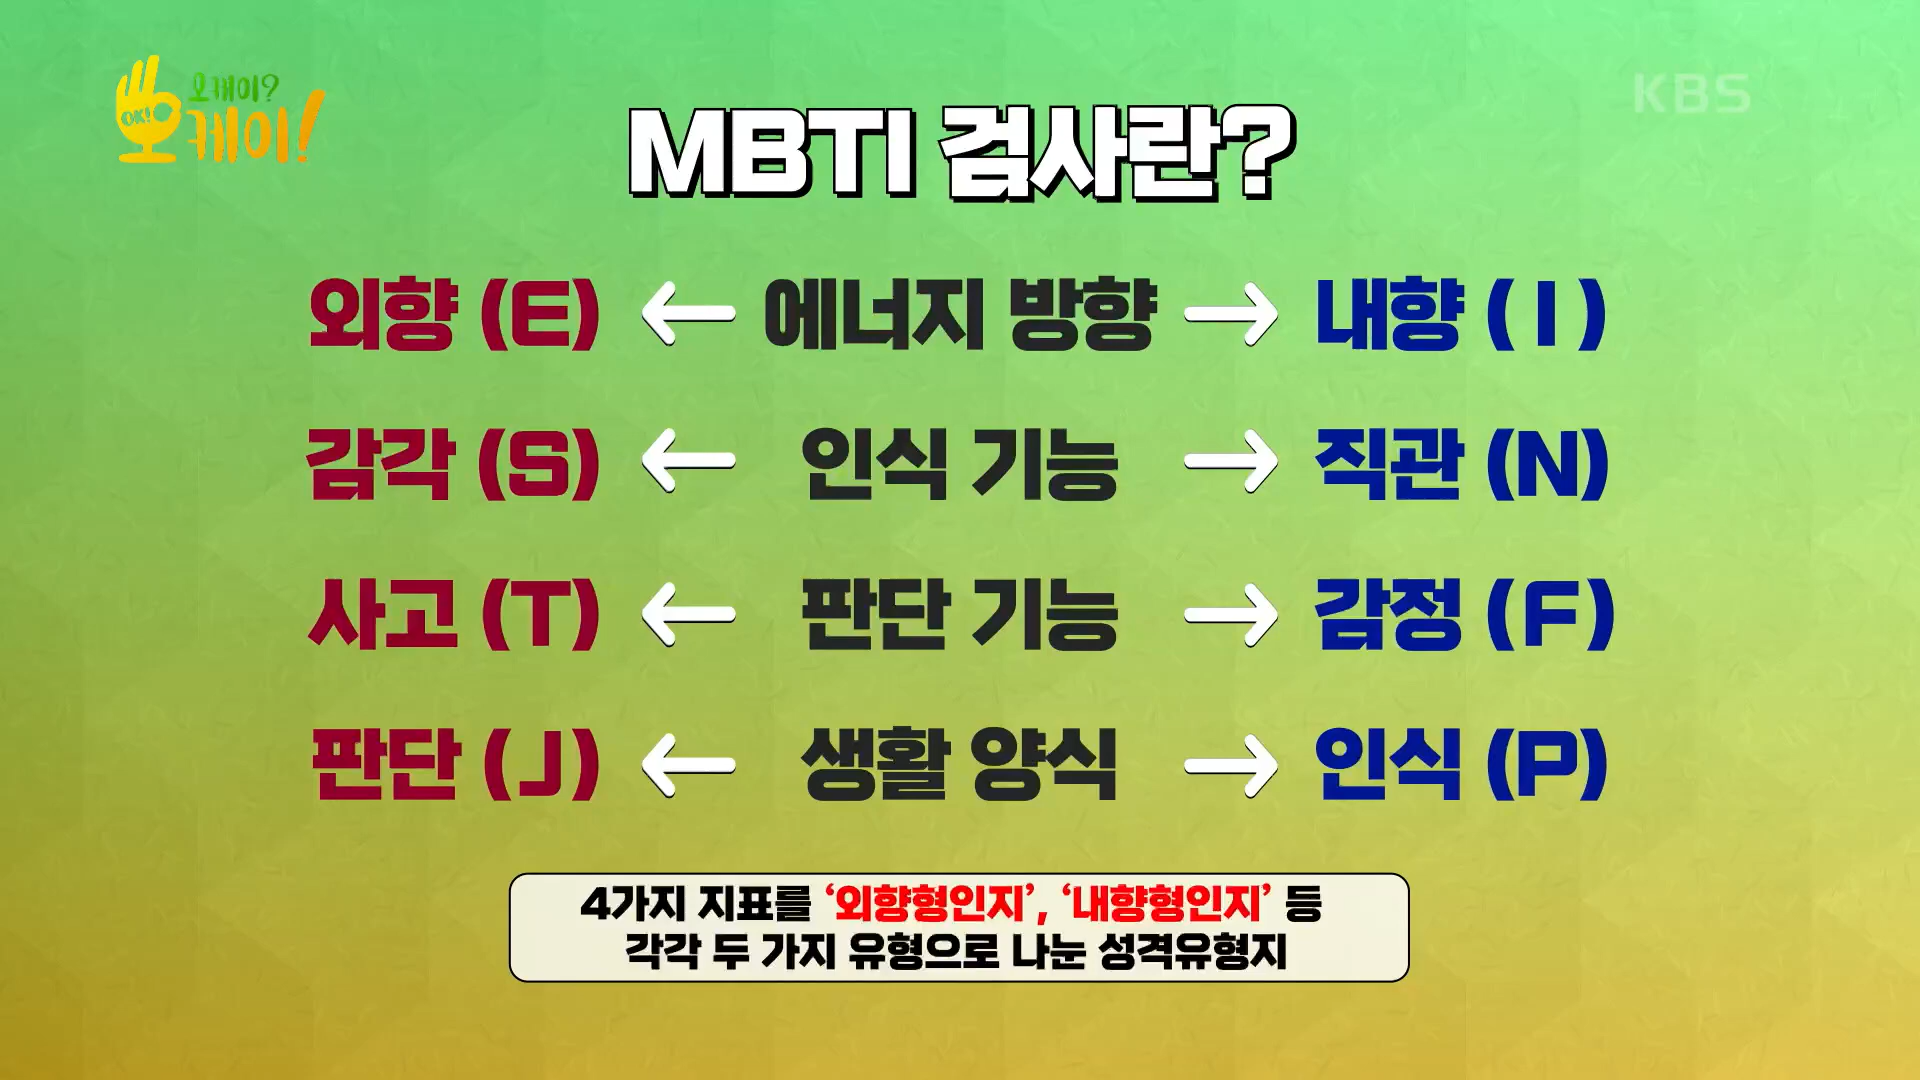 오케이?
오케이!
OK!
KBS
MBTI 검사란?
외향 (E) ← 에너지 방향 → 내향 (I)
감각 (S) ← 인식 기능 → 직관 (N)
사고 (T) ← 판단 기능 → 감정 (F)
판단 (J) ← 생활 양식 → 인식 (P)
4가지 지표를 ‘외향형인지’, ‘내향형인지’ 등
각각 두 가지 유형으로 나눈 성격유형지